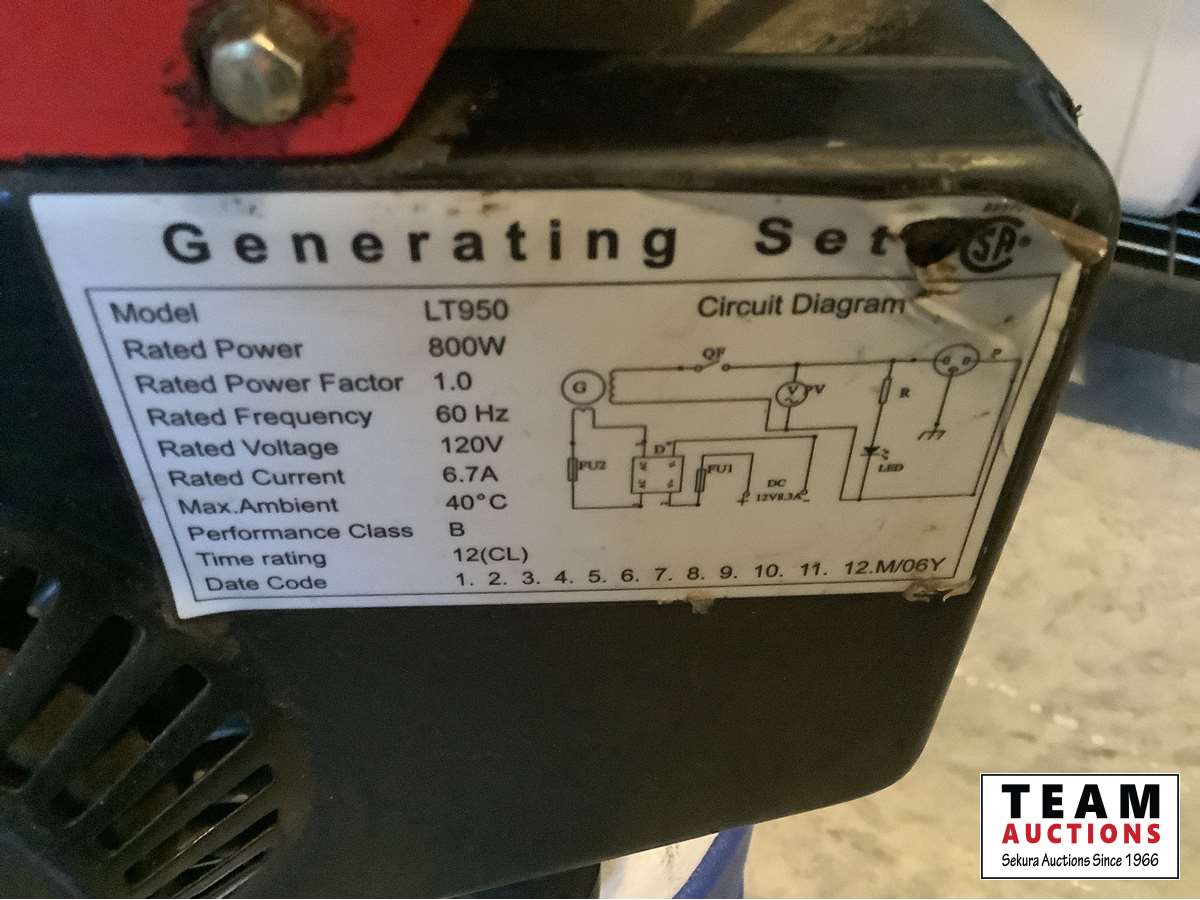 Generating Set
SA
Model LT950 Circuit Diagram
Rated Power 800W
Rated Power Factor 1.0
Rated Frequency 60 Hz
Rated Voltage 120V
Rated Current 6.7A
Max.Ambient 40°C
Performance Class B
Time rating 12(CL)
Date Code 1. 2. 3. 4. 5. 6. 7. 8. 9. 10. 11. 12.M/06Y
QF
P
G
V PV
R
FU2
D
FU1
LED
DC
12V8.3A
TEAM
AUCTIONS
Sekura Auctions Since 1966